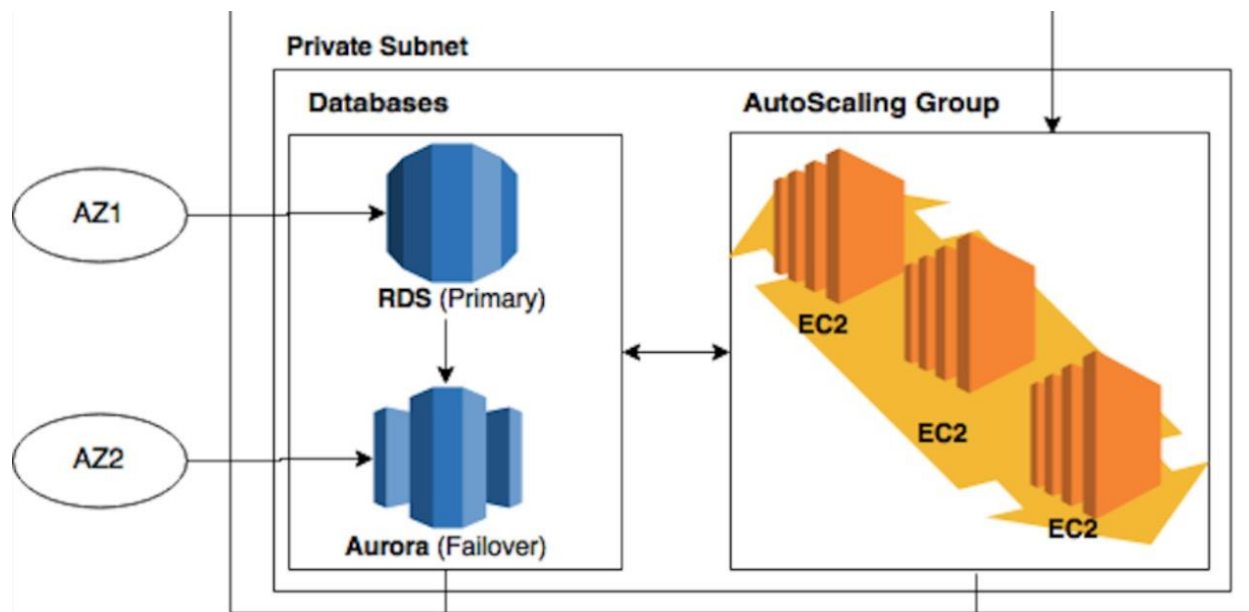 Private Subnet
Databases
AutoScaling Group
AZ1
RDS (Primary)
EC2
EC2
AZ2
Aurora (Failover)
EC2